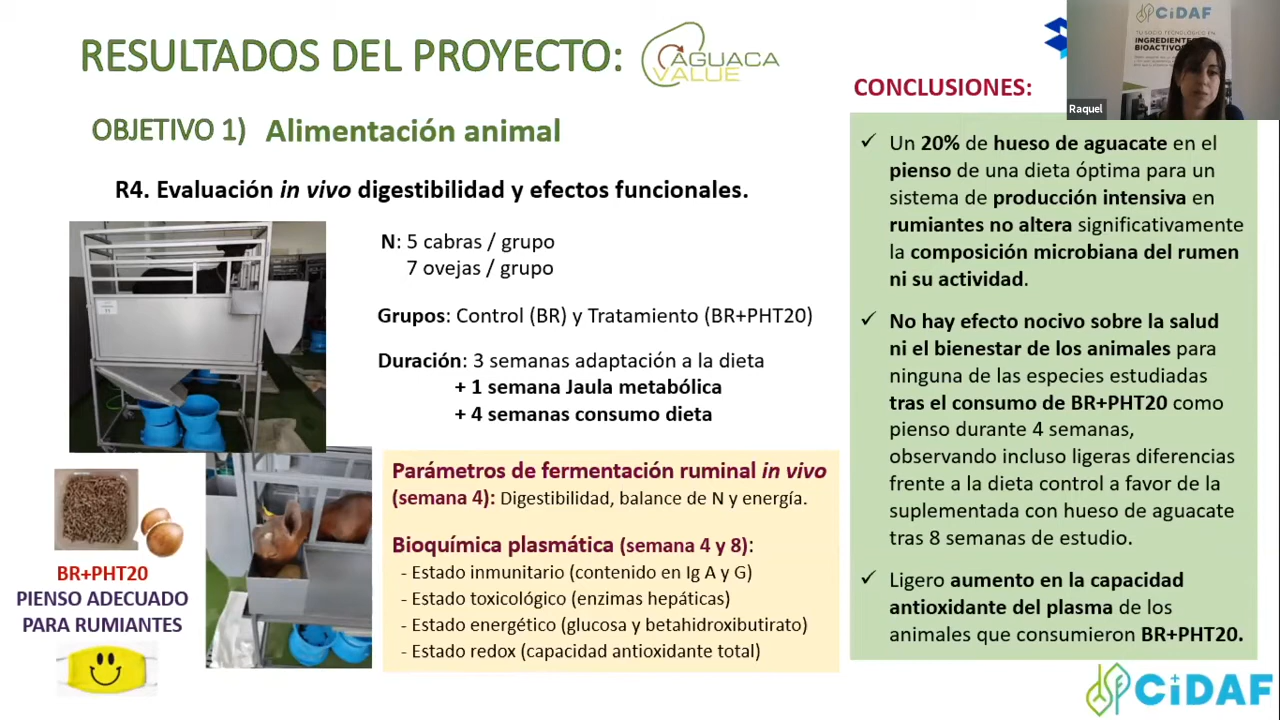 RESULTADOS DEL PROYECTO:
AGUACA
VALUE
OBJETIVO 1) Alimentación animal
R4. Evaluación in vivo digestibilidad y efectos funcionales.
N: 5 cabras / grupo
7 ovejas / grupo
Grupos: Control (BR) y Tratamiento (BR+PHT20)
Duración: 3 semanas adaptación a la dieta
+ 1 semana Jaula metabólica
+ 4 semanas consumo dieta
Parámetros de fermentación ruminal in vivo
(semana 4): Digestibilidad, balance de N y energía.
Bioquímica plasmática (semana 4 y 8):
- Estado inmunitario (contenido en Ig A y G)
- Estado toxicológico (enzimas hepáticas)
- Estado energético (glucosa y betahidroxibutirato)
- Estado redox (capacidad antioxidante total)
BR+PHT20
PIENSO ADECUADO
PARA RUMIANTES
CONCLUSIONES:
✓ Un 20% de hueso de aguacate en el
pienso de una dieta óptima para un
sistema de producción intensiva en
rumiantes no altera significativamente
la composición microbiana del rumen
ni su actividad.
✓ No hay efecto nocivo sobre la salud
ni el bienestar de los animales para
ninguna de las especies estudiadas
tras el consumo de BR+PHT20 como
pienso durante 4 semanas,
observando incluso ligeras diferencias
frente a la dieta control a favor de la
suplementada con hueso de aguacate
tras 8 semanas de estudio.
✓ Ligero aumento en la capacidad
antioxidante del plasma de los
animales que consumieron BR+PHT20.
CiDAF
CiDAF
TU SOCIO TECNOLÓGICO EN
INGREDIENTES
BIOACTIVOS
Raquel